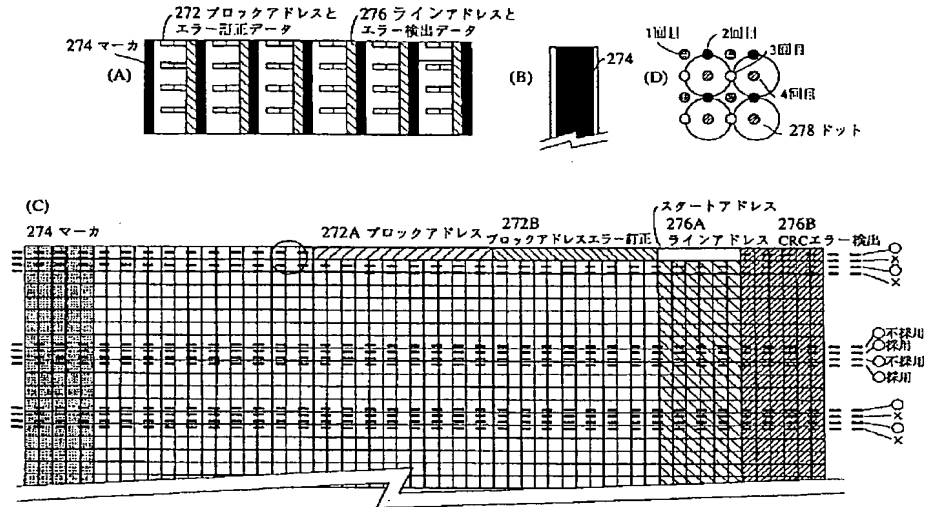 272 ブロックアドレスと
エラー訂正データ
276 ラインアドレスと
エラー検出データ
274 マーカ
(A)
(B)
274
(D)
1回目
2回目
3回目
4回目
278 ドット
(C)
274 マーカ
272A ブロックアドレス
272B
ブロックアドレスエラー訂正
スタートアドレス
276A
ラインアドレス
276B
CRCエラー検出
○
×
○
×
○不採用
○採用
○不採用
○採用
○
×
○
×